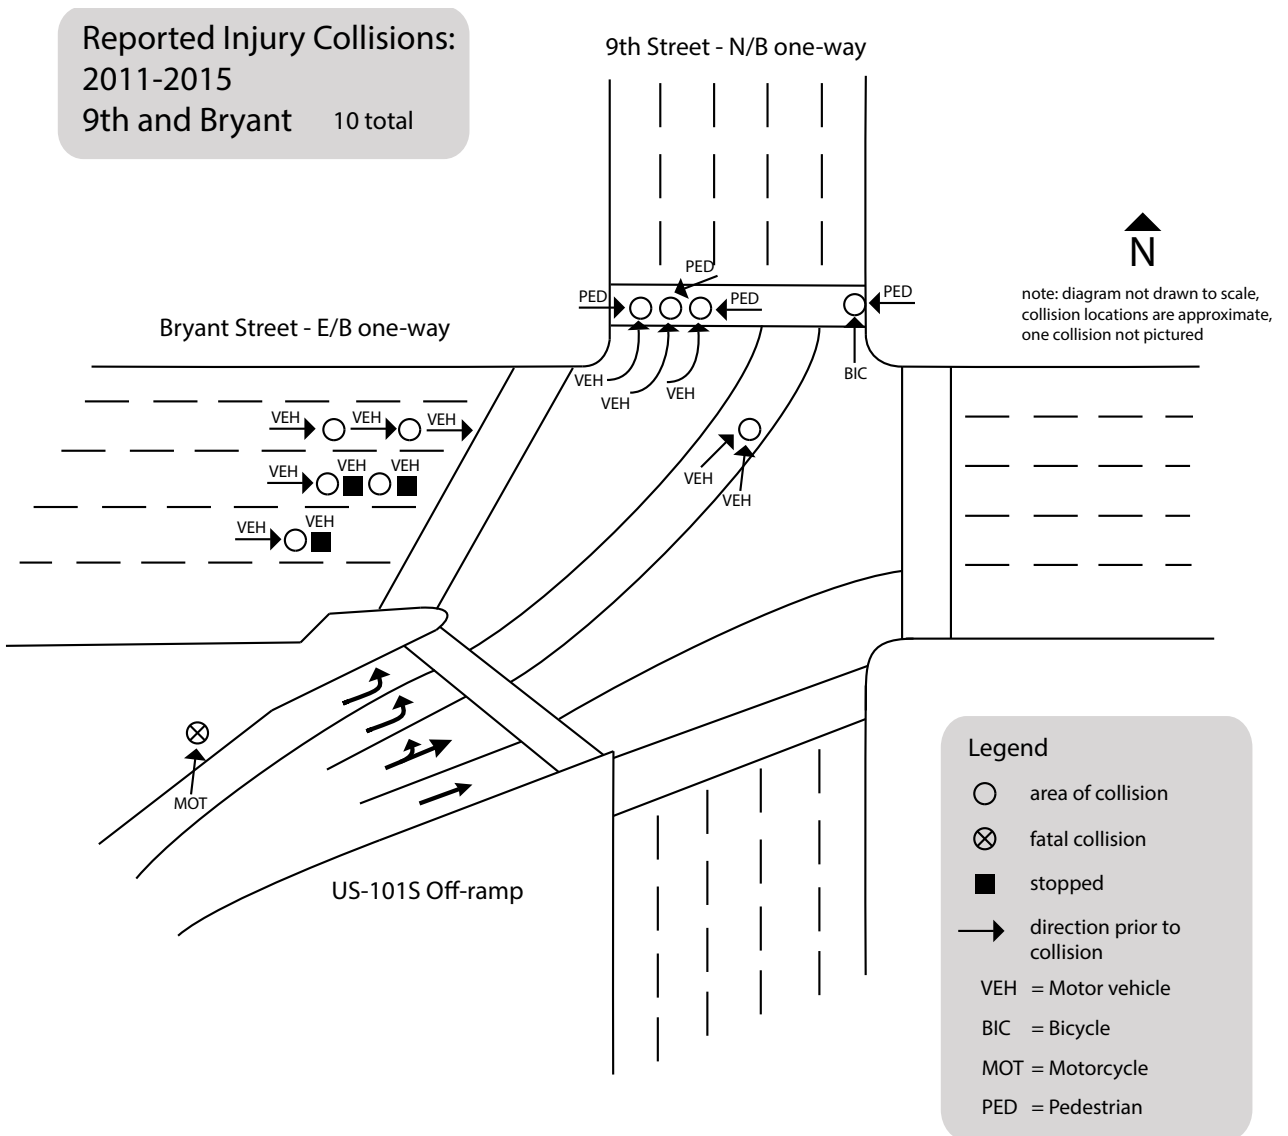 Reported Injury Collisions:
2011-2015
9th and Bryant 10 total
9th Street - N/B one-way
N
note: diagram not drawn to scale,
collision locations are approximate,
one collision not pictured
Bryant Street - E/B one-way
PED
PED
PED
PED
VEH
VEH
VEH
BIC
VEH
VEH
VEH
VEH
VEH
VEH
VEH
VEH
VEH
VEH
MOT
US-101S Off-ramp
Legend
area of collision
fatal collision
stopped
direction prior to
collision
VEH = Motor vehicle
BIC = Bicycle
MOT = Motorcycle
PED = Pedestrian